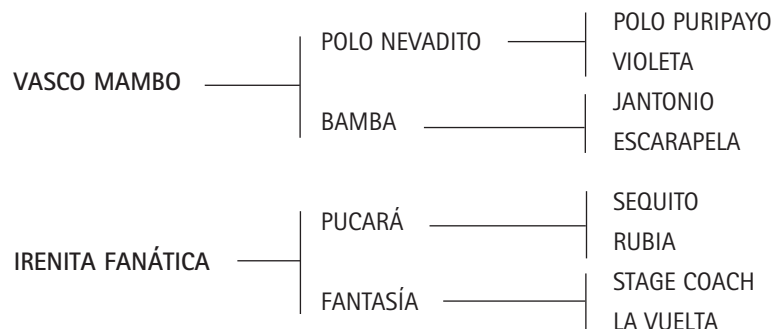 VASCO MAMBO
POLO NEVADITO
POLO PURIPAYO
VIOLETA
BAMBA
JANTONIO
ESCARAPELA
IRENITA FANÁTICA
PUCARÁ
SEQUITO
RUBIA
FANTASÍA
STAGE COACH
LA VUELTA